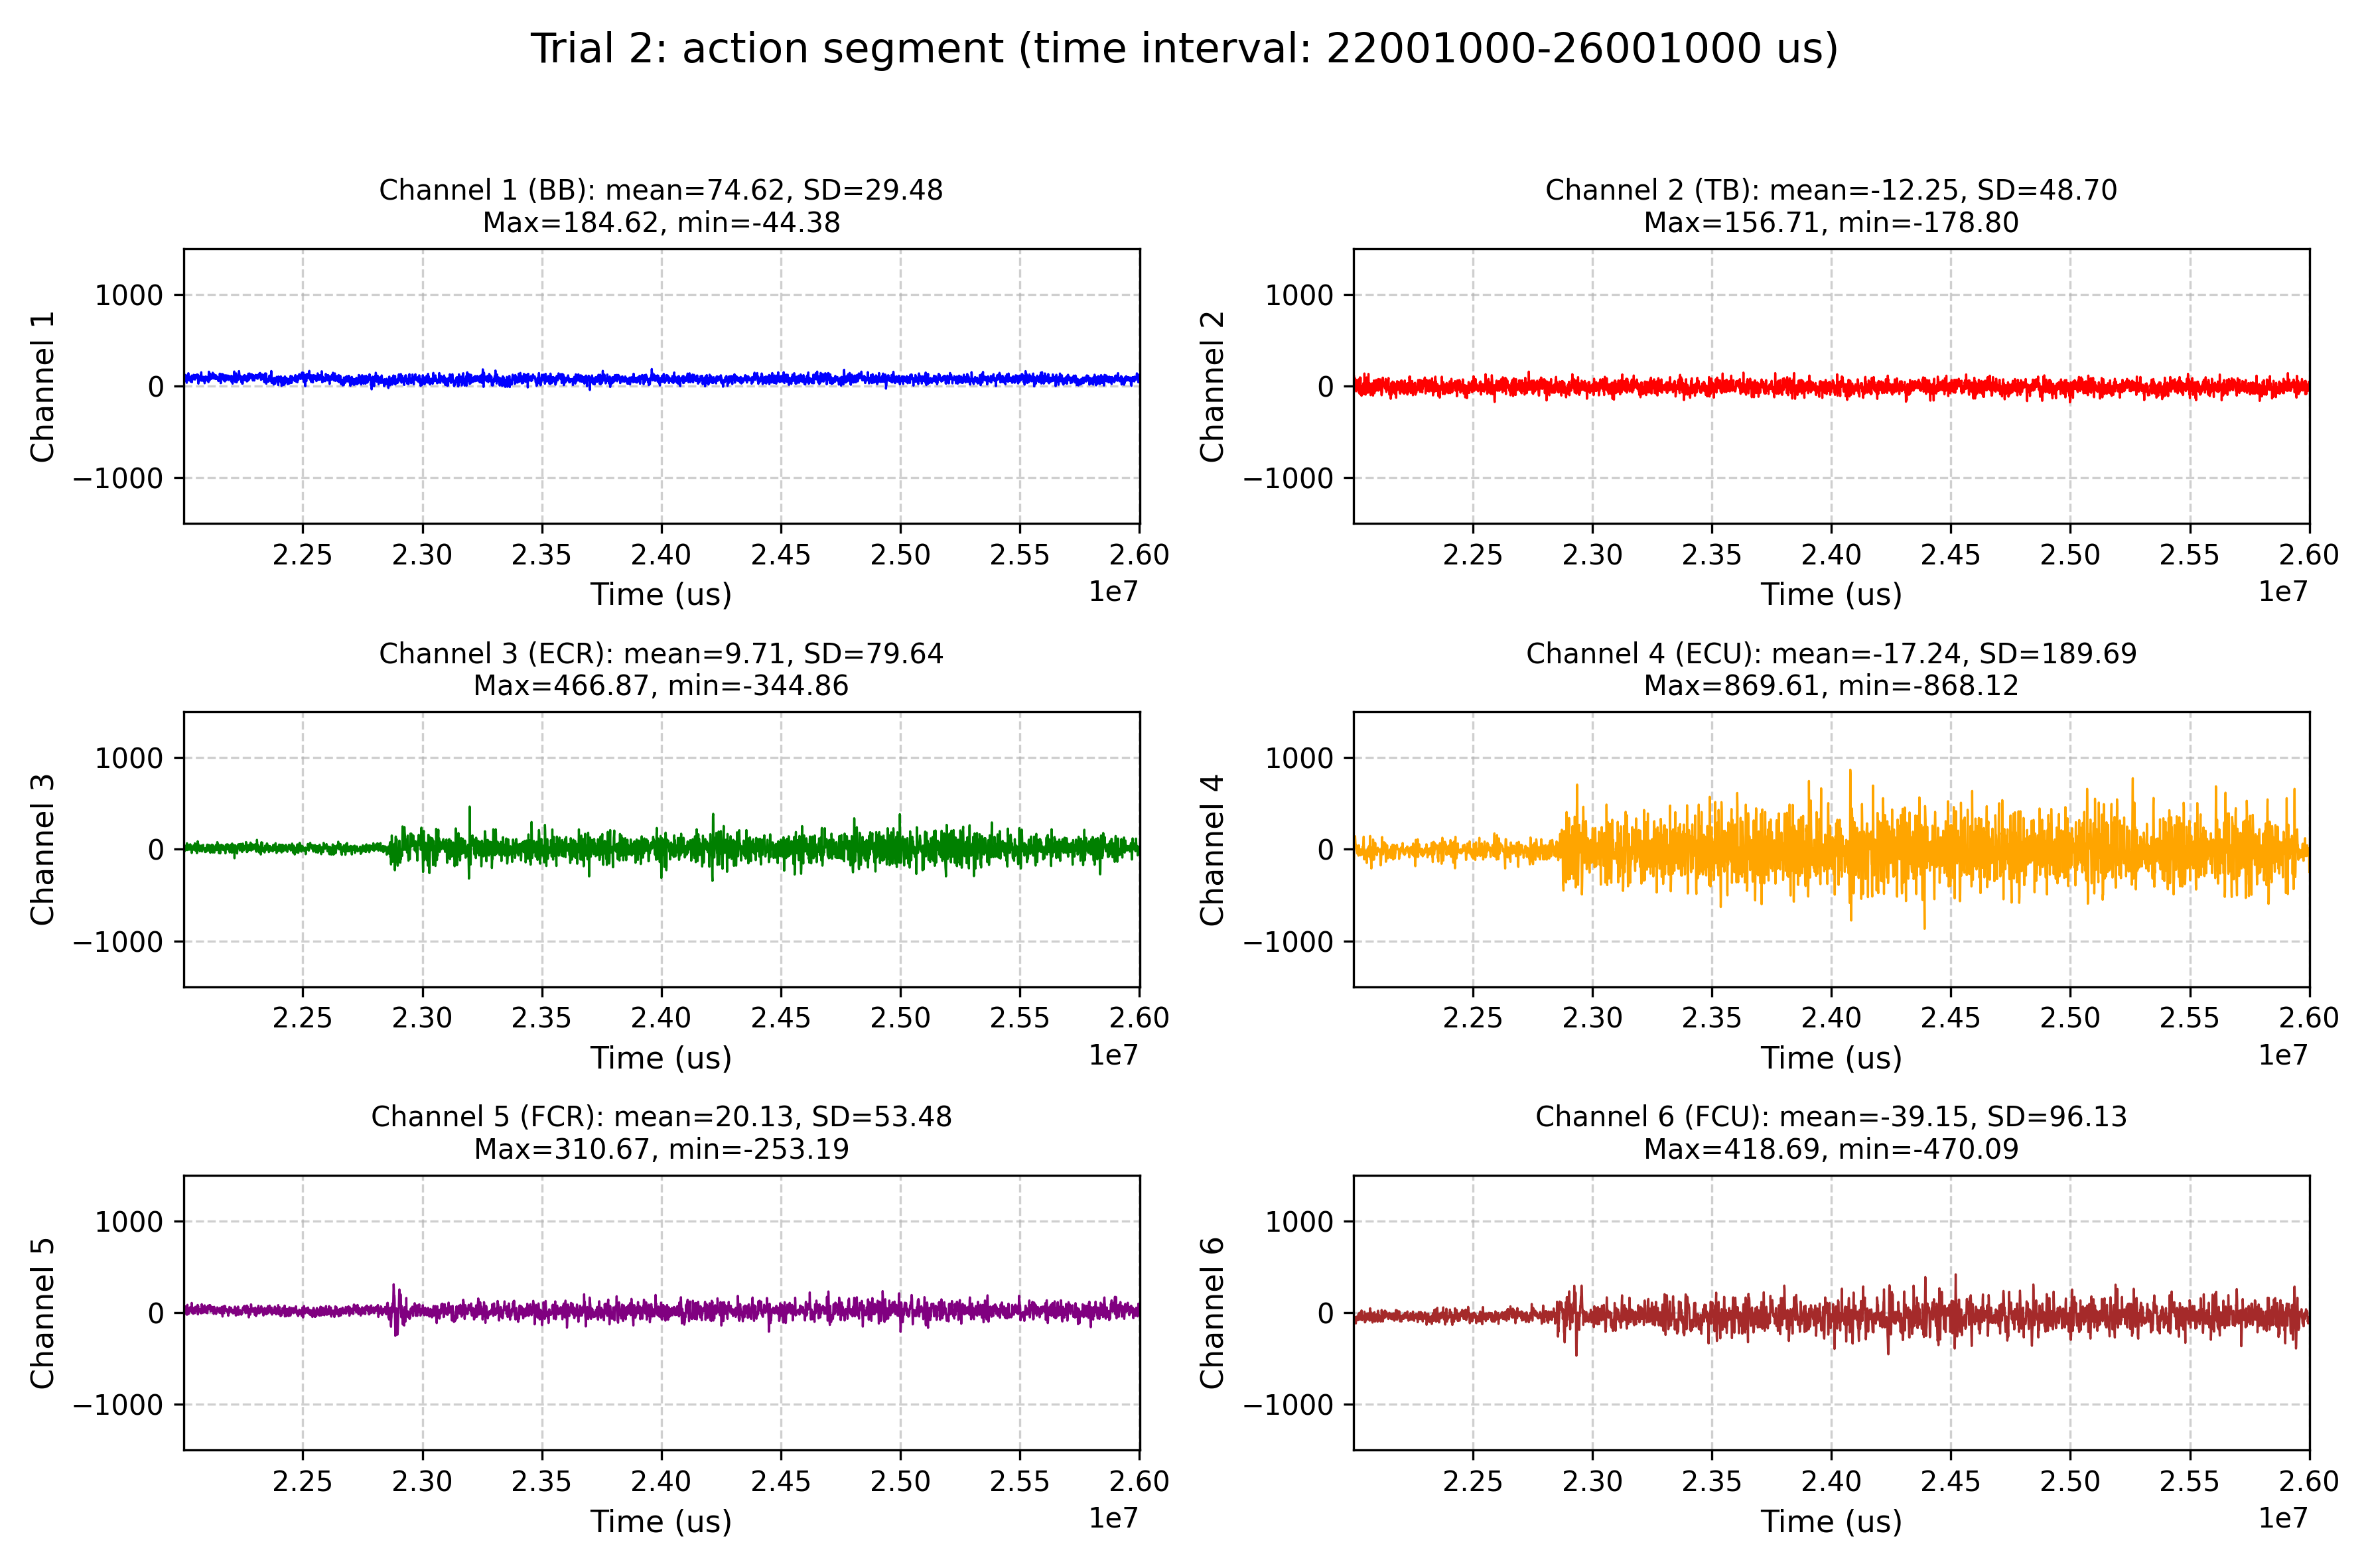 Trial 2: action segment (time interval: 22001000-26001000 us)
Channel 1 (BB): mean=74.62, SD=29.48
Max=184.62, min=-44.38
Channel 1
1000
0
−1000
2.25 2.30 2.35 2.40 2.45 2.50 2.55 2.60
Time (us)
1e7
Channel 2 (TB): mean=-12.25, SD=48.70
Max=156.71, min=-178.80
Channel 2
1000
0
−1000
2.25 2.30 2.35 2.40 2.45 2.50 2.55 2.60
Time (us)
1e7
Channel 3 (ECR): mean=9.71, SD=79.64
Max=466.87, min=-344.86
Channel 3
1000
0
−1000
2.25 2.30 2.35 2.40 2.45 2.50 2.55 2.60
Time (us)
1e7
Channel 4 (ECU): mean=-17.24, SD=189.69
Max=869.61, min=-868.12
Channel 4
1000
0
−1000
2.25 2.30 2.35 2.40 2.45 2.50 2.55 2.60
Time (us)
1e7
Channel 5 (FCR): mean=20.13, SD=53.48
Max=310.67, min=-253.19
Channel 5
1000
0
−1000
2.25 2.30 2.35 2.40 2.45 2.50 2.55 2.60
Time (us)
1e7
Channel 6 (FCU): mean=-39.15, SD=96.13
Max=418.69, min=-470.09
Channel 6
1000
0
−1000
2.25 2.30 2.35 2.40 2.45 2.50 2.55 2.60
Time (us)
1e7